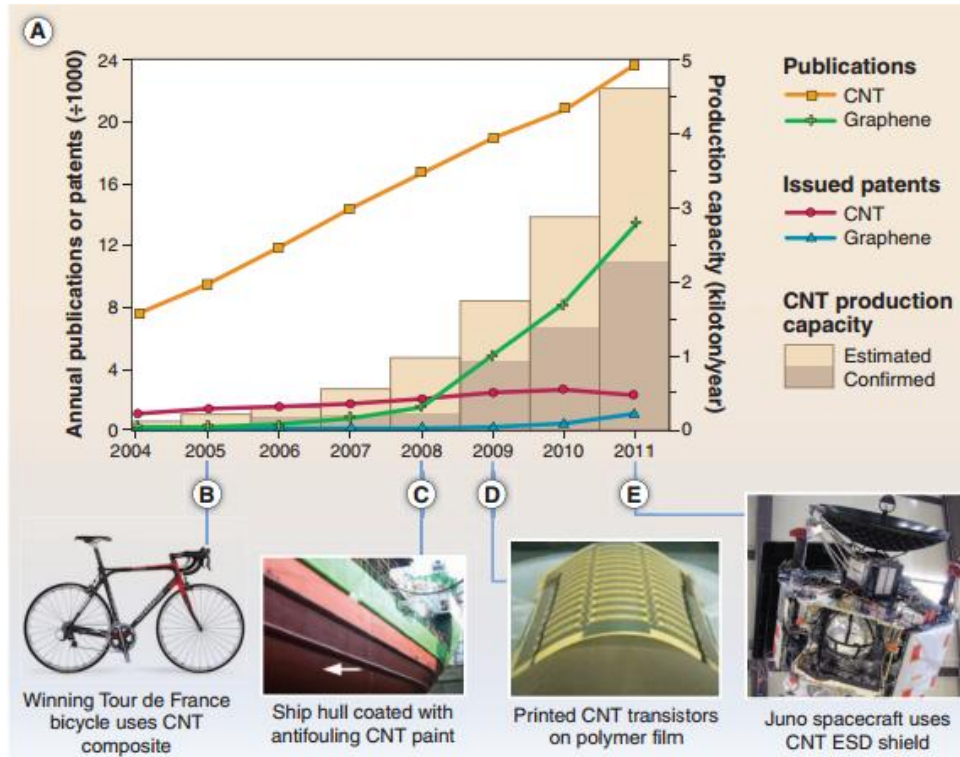 A
Annual publications or patents (÷1000)
24
20
16
12
8
4
0
5
4
3
2
1
0
Production capacity (kiloton/year)
2004 2005 2006 2007 2008 2009 2010 2011
Publications
CNT
Graphene
Issued patents
CNT
Graphene
CNT production
capacity
Estimated
Confirmed
B
C
D
E
Winning Tour de France
bicycle uses CNT
composite
Ship hull coated with
antifouling CNT paint
Printed CNT transistors
on polymer film
Juno spacecraft uses
CNT ESD shield